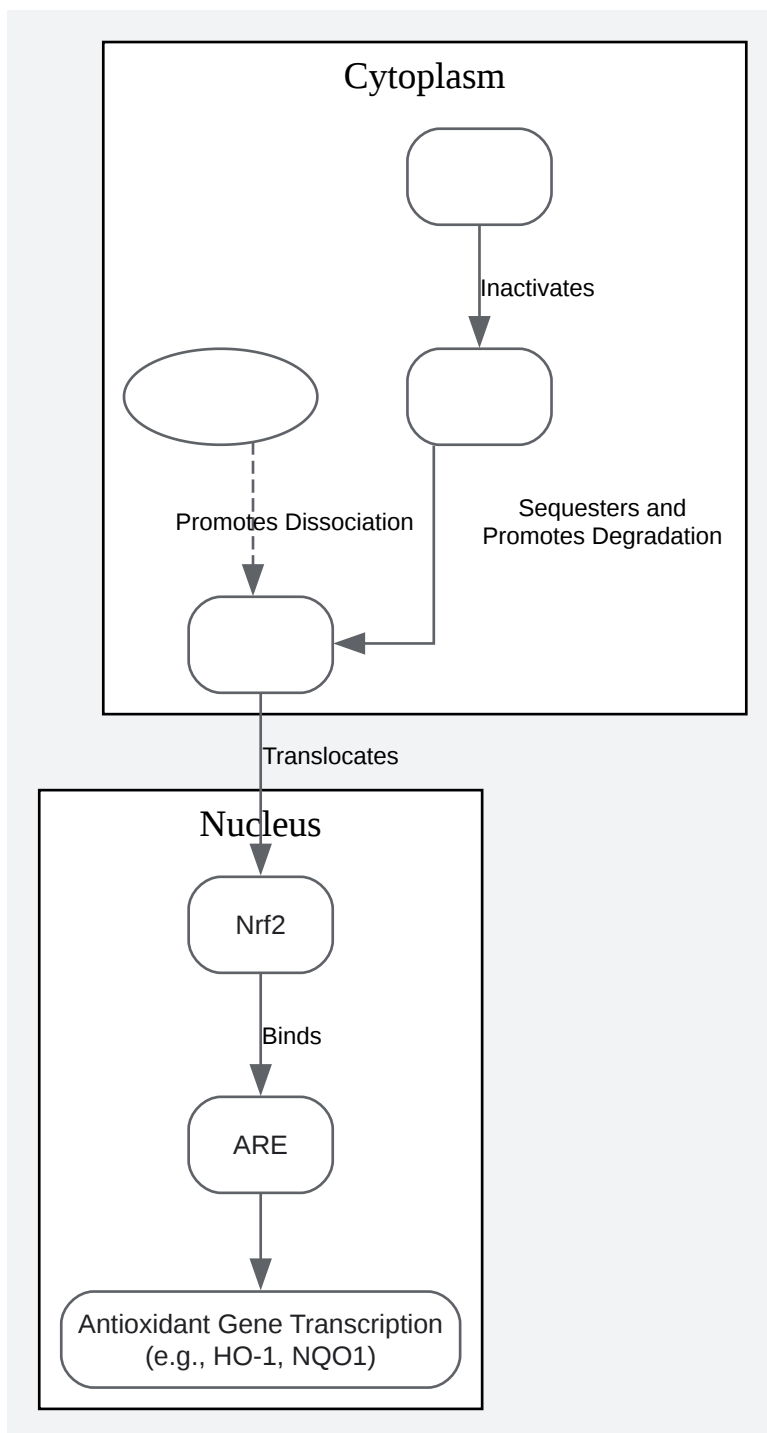 Cytoplasm
Inactivates
Promotes Dissociation
Sequesters and
Promotes Degradation
Translocates
Nucleus
Nrf2
Binds
ARE
Antioxidant Gene Transcription
(e.g., HO-1, NQO1)